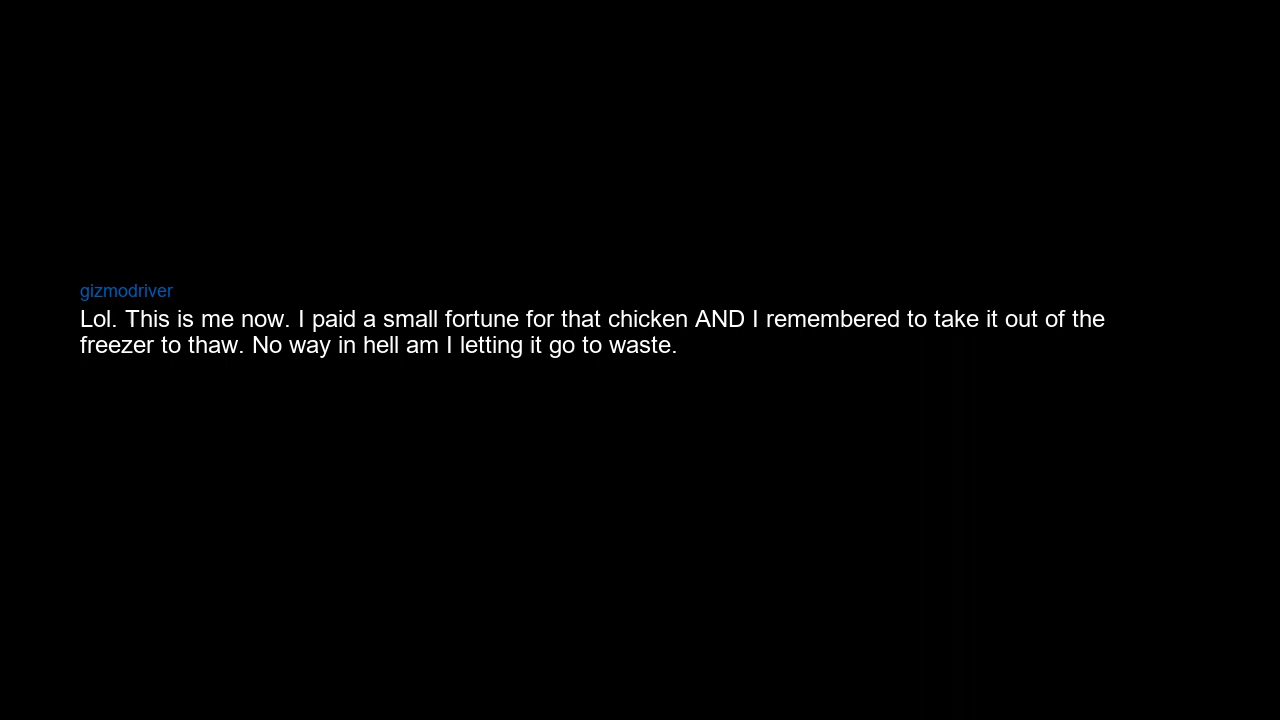 gizmodriver
Lol. This is me now. I paid a small fortune for that chicken AND I remembered to take it out of the
freezer to thaw. No way in hell am I letting it go to waste.